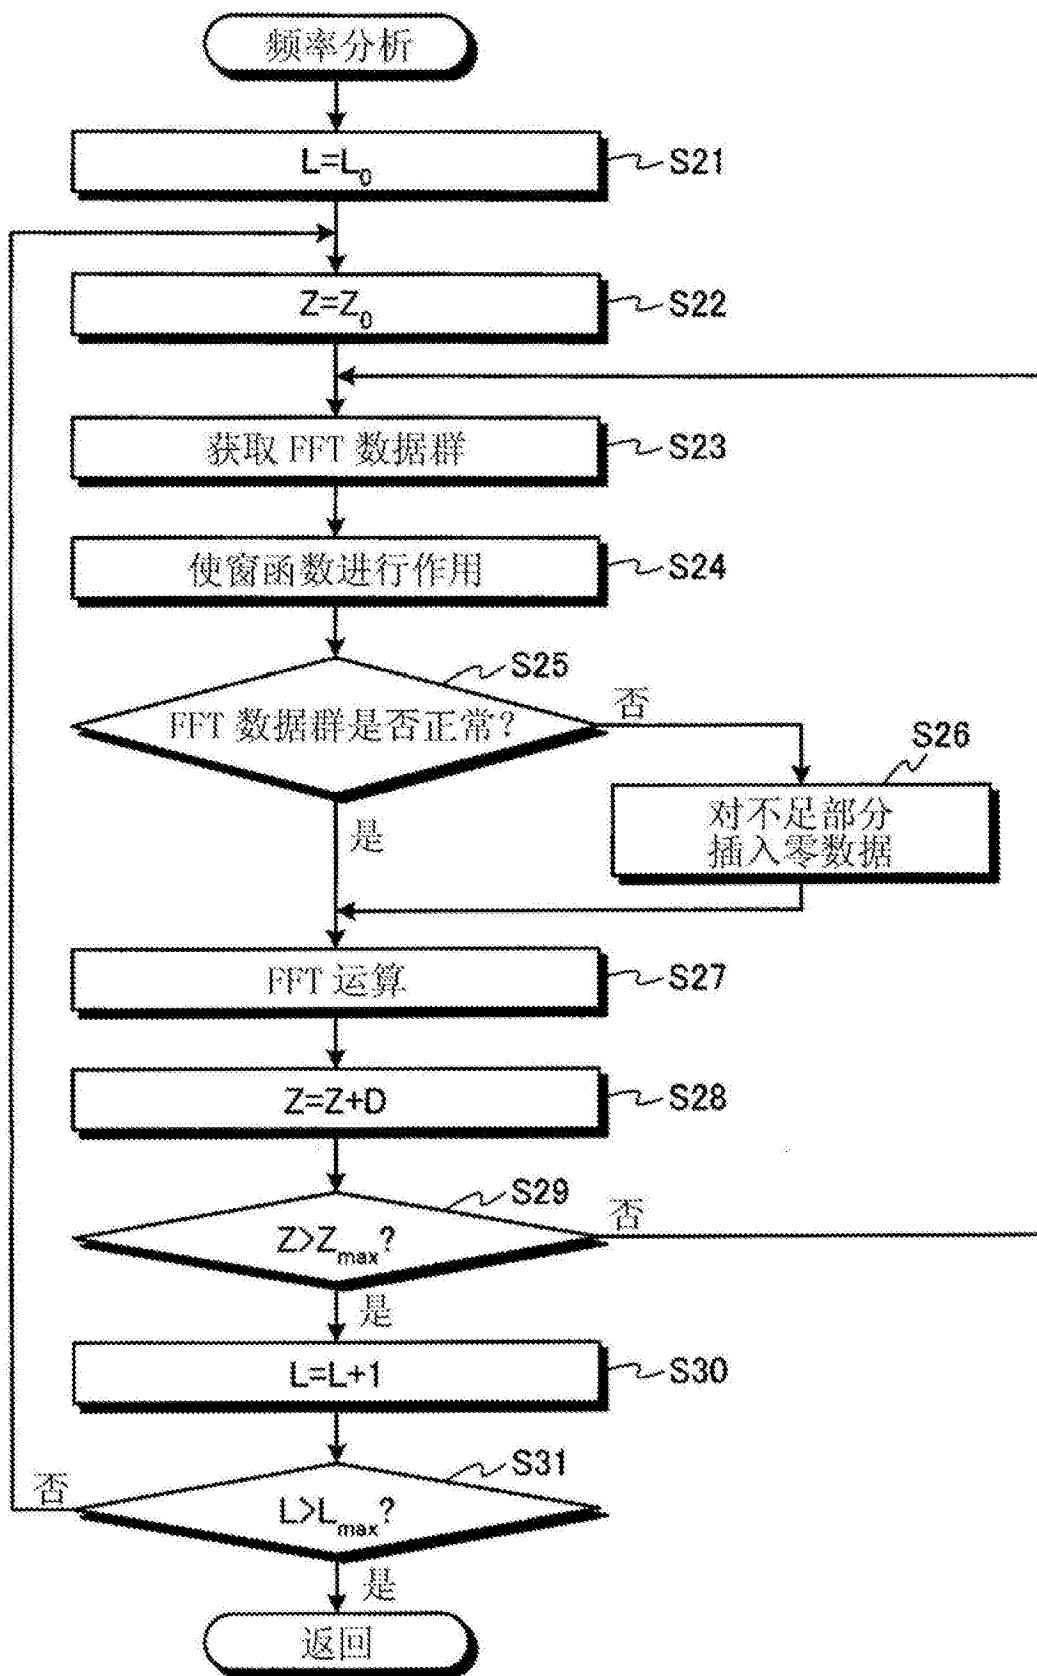 频率分析
L=L₀
S21
Z=Z₀
S22
获取 FFT 数据群
S23
使窗函数进行作用
S24
S25
FFT 数据群是否正常?
否
S26
对不足部分
插入零数据
是
FFT 运算
S27
Z=Z+D
S28
S29
Z>Zmax?
否
是
L=L+1
S30
S31
L>Lmax?
否
是
返回